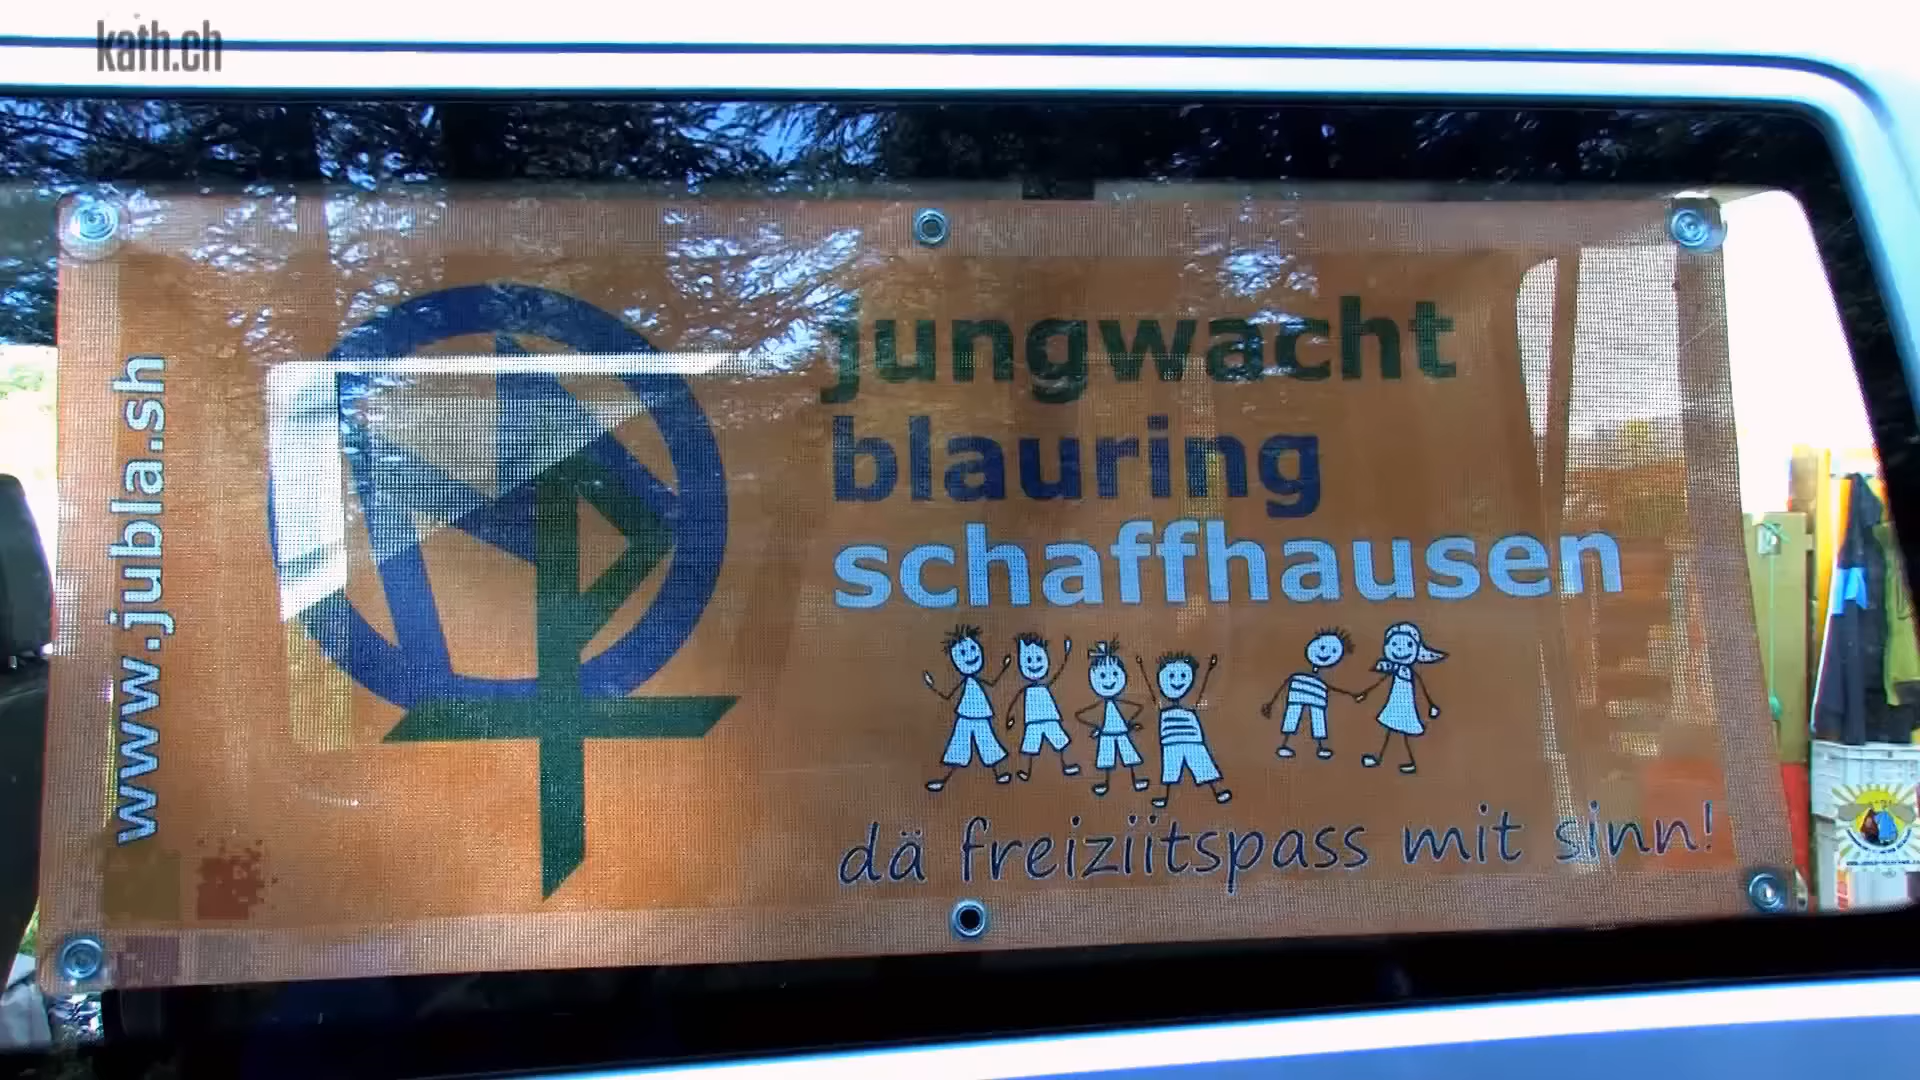 kath.ch
www.jubla.sh
jungwacht
blauring
schaffhausen
dä freiziitspass mit sinn!